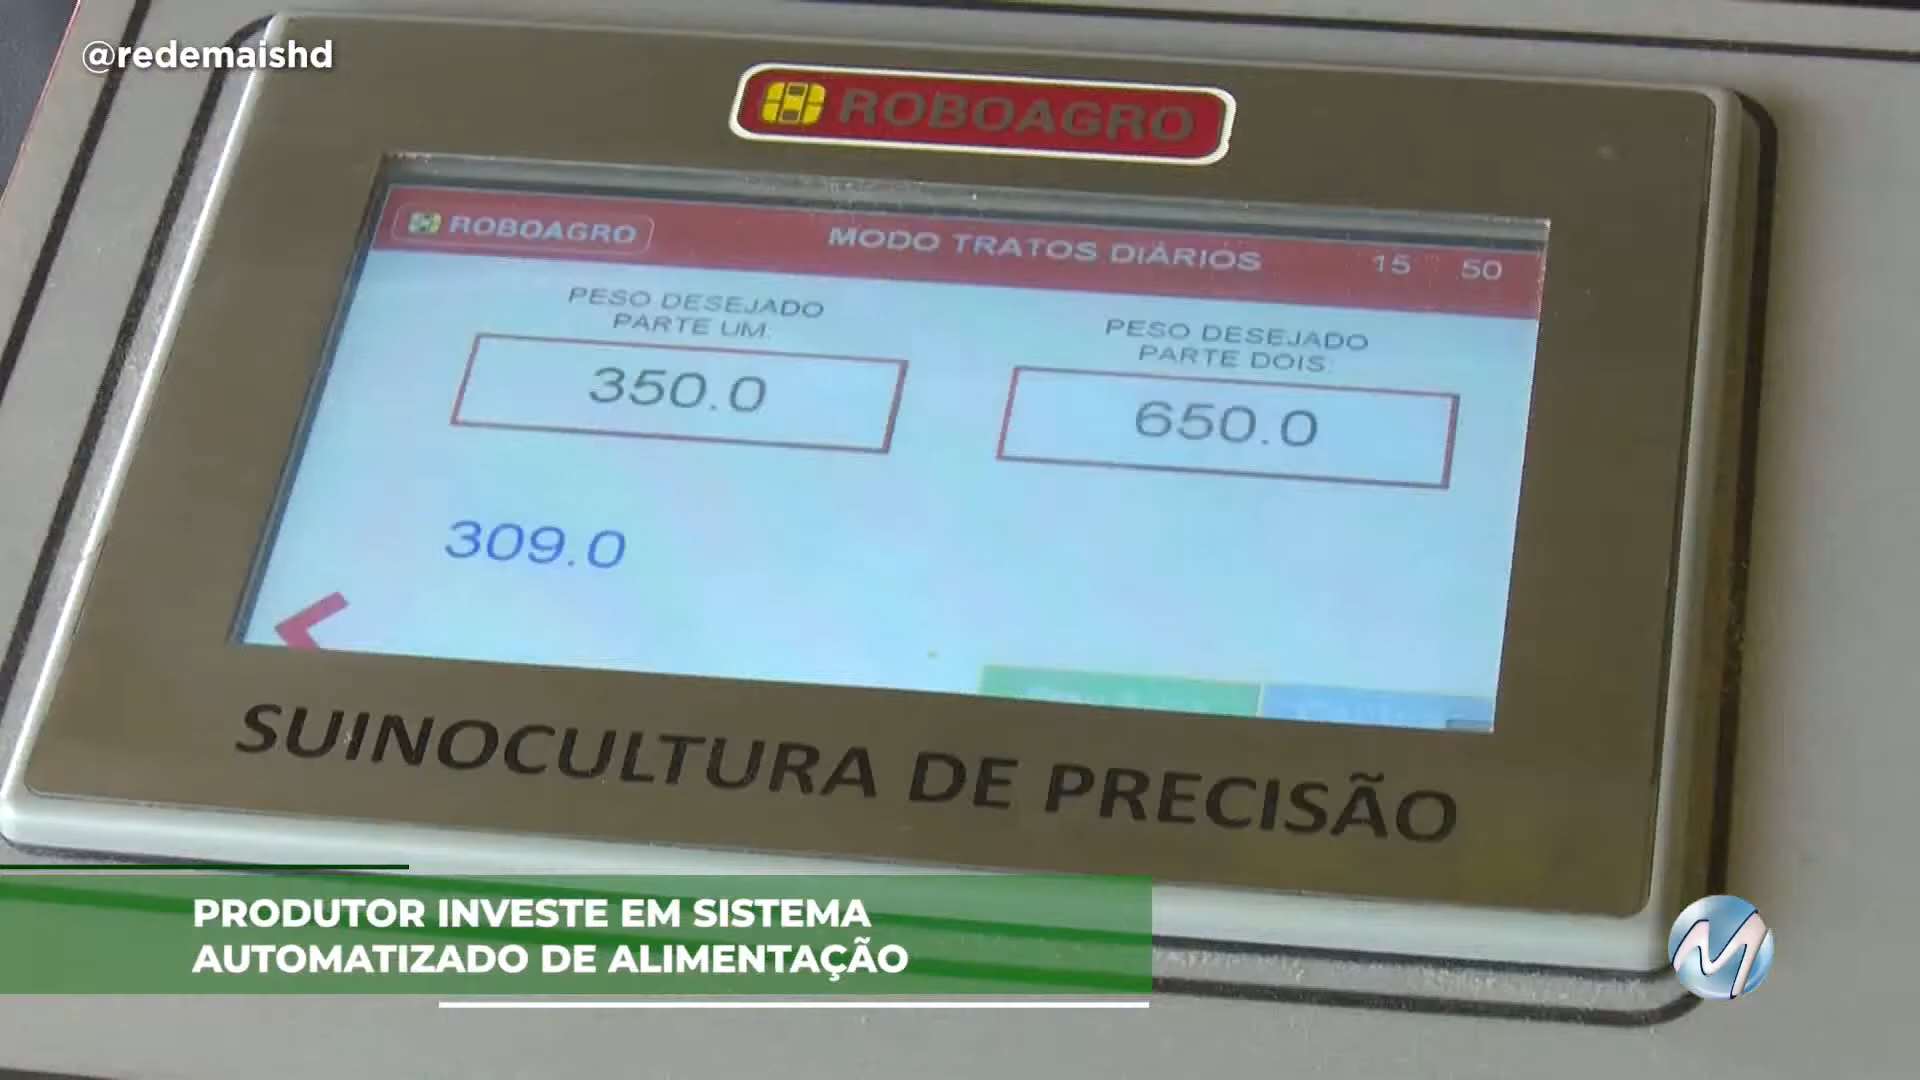 @redemaishd
ROBOAGRO
ROBOAGRO
MODO TRATOS DIÁRIOS
15 50
PESO DESEJADO
PARTE UM:
350.0
PESO DESEJADO
PARTE DOIS:
650.0
309.0
SUINOCULTURA DE PRECISÃO
PRODUTOR INVESTE EM SISTEMA
AUTOMATIZADO DE ALIMENTAÇÃO
M